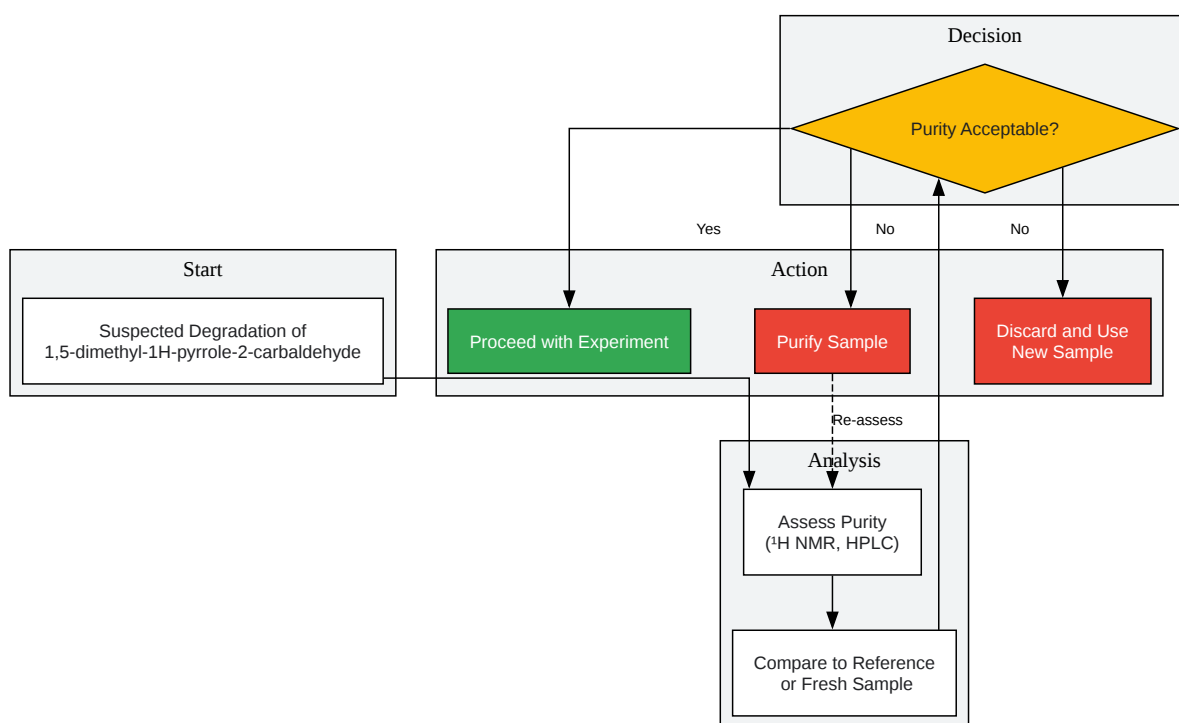 Decision
Purity Acceptable?
Yes
No
No
Start
Suspected Degradation of
1,5-dimethyl-1H-pyrrole-2-carbaldehyde
Action
Proceed with Experiment
Purify Sample
Discard and Use
New Sample
Re-assess
Analysis
Assess Purity
(¹H NMR, HPLC)
Compare to Reference
or Fresh Sample